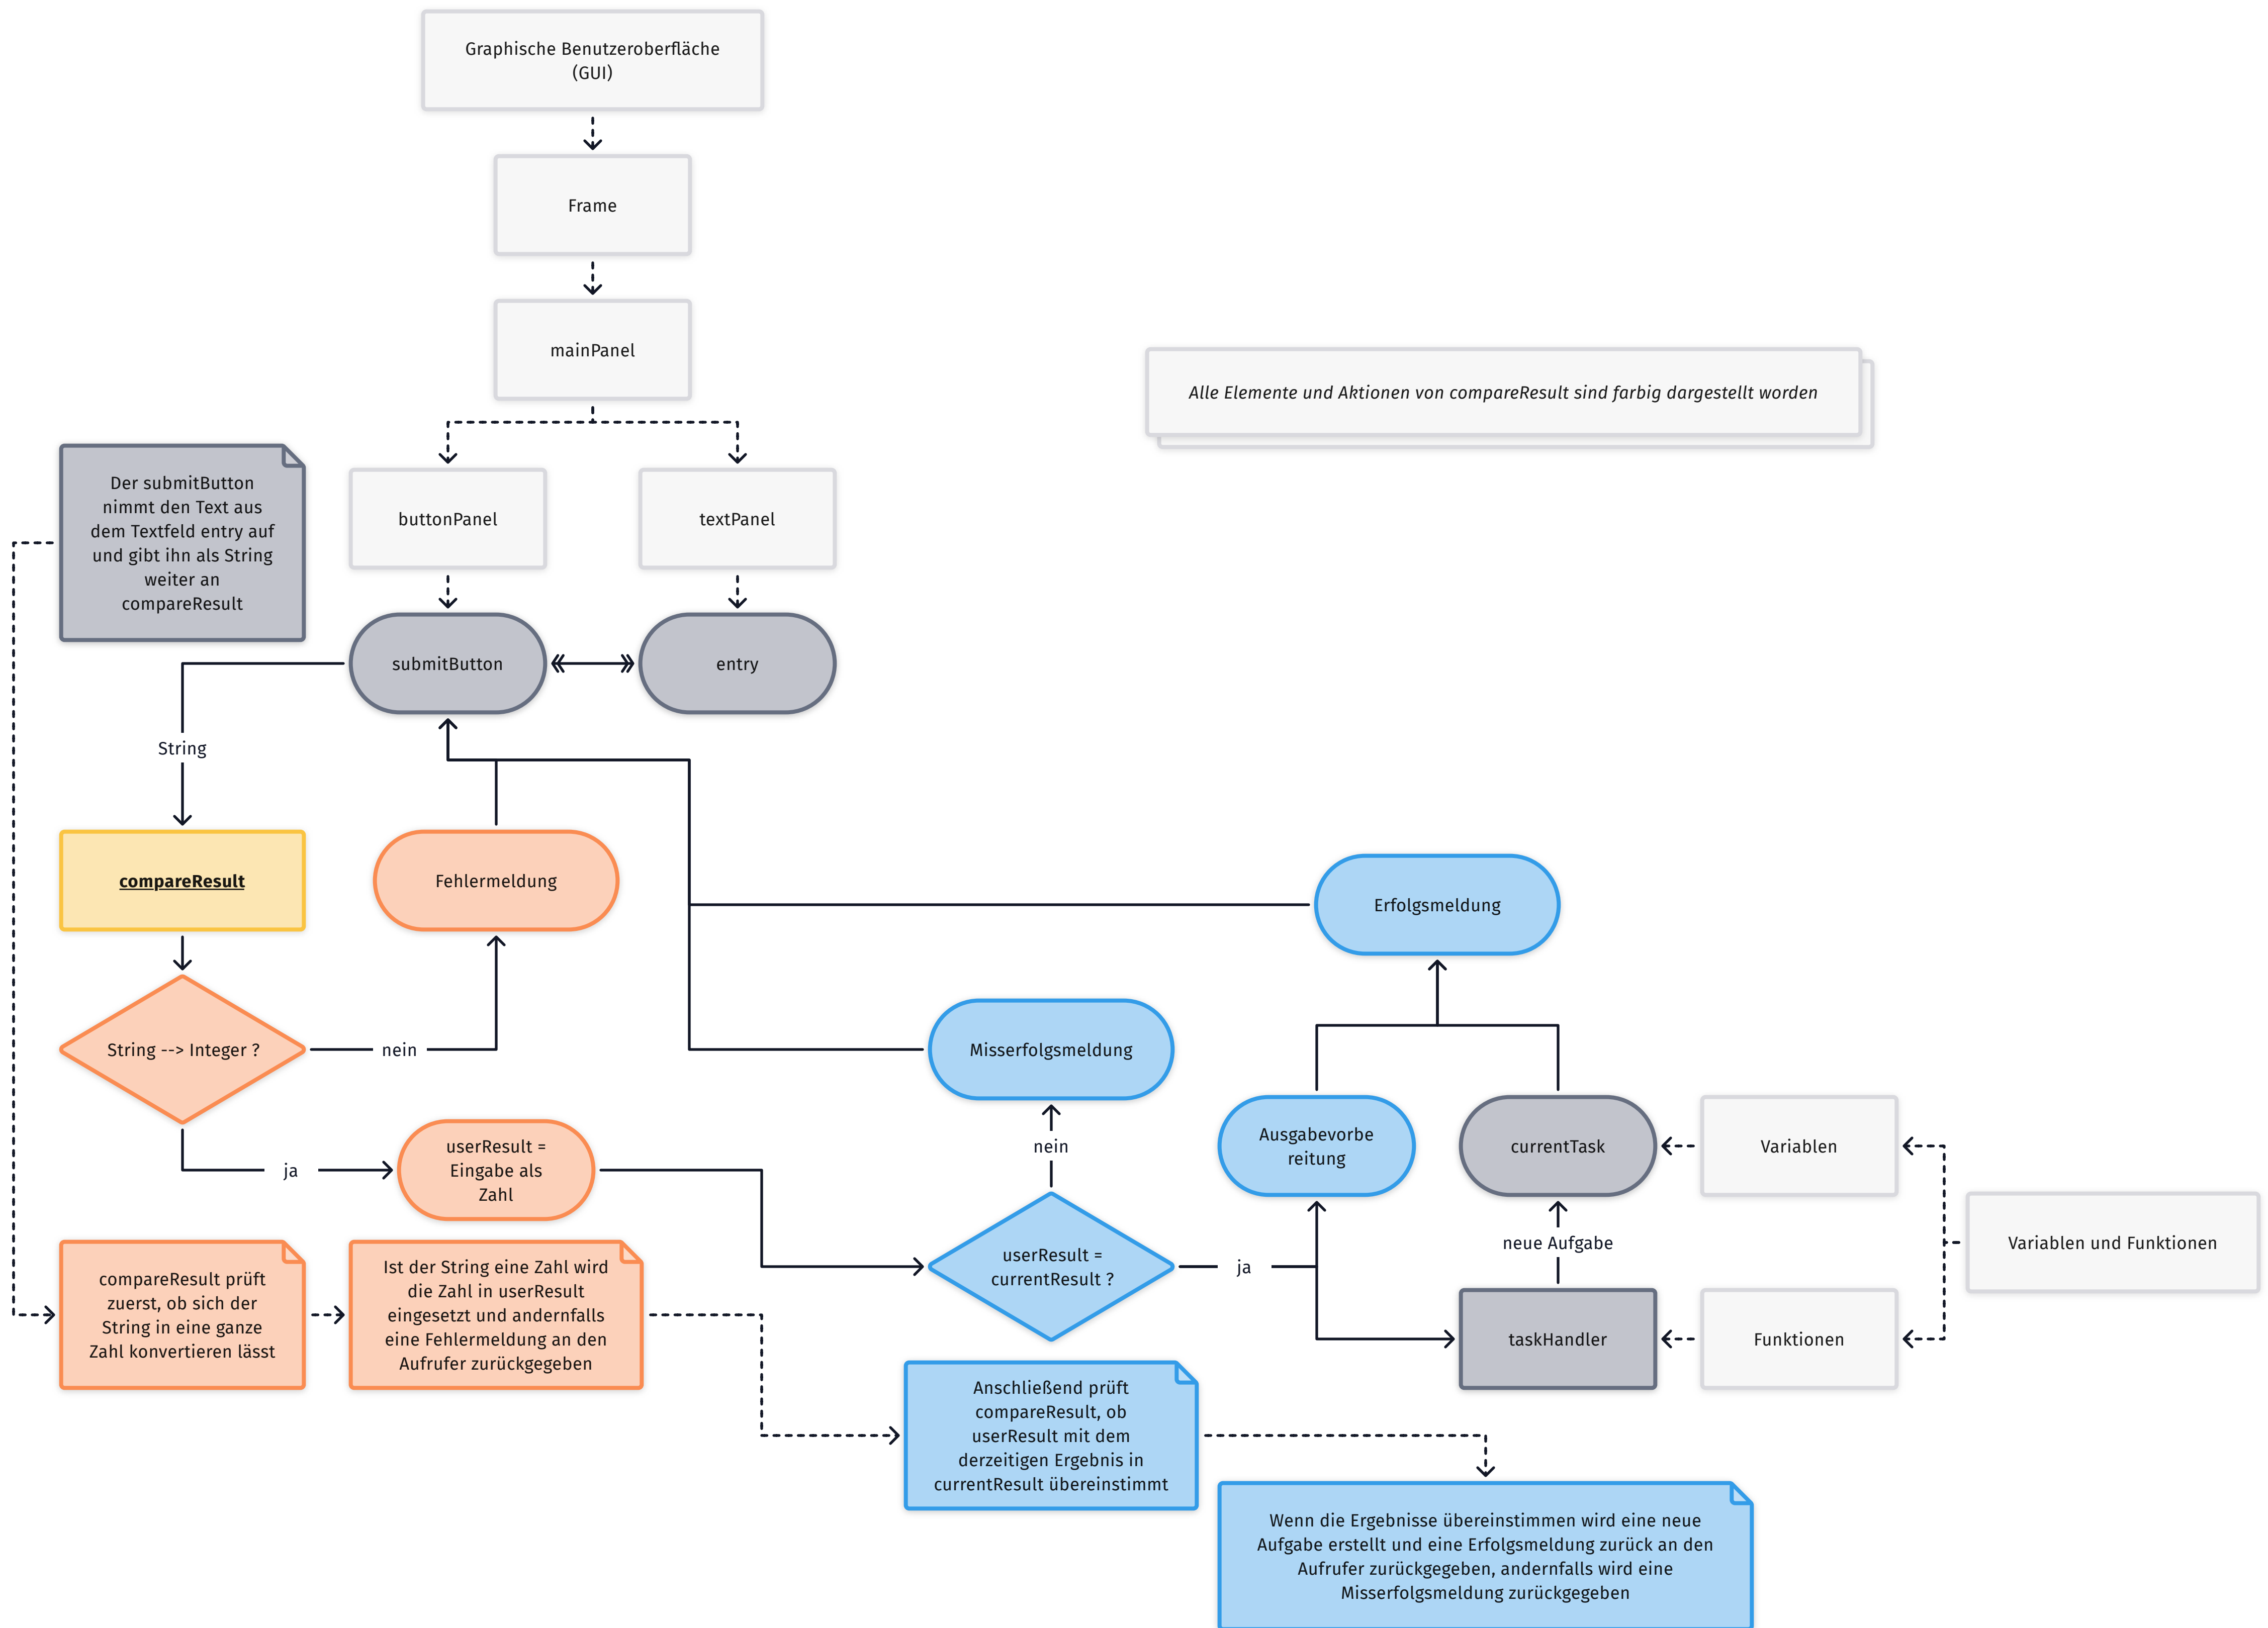 Graphische Benutzeroberfläche
(GUI)
Frame
mainPanel
Alle Elemente und Aktionen von compareResult sind farbig dargestellt worden
Der submitButton
nimmt den Text aus
dem Textfeld entry auf
und gibt ihn als String
weiter an
compareResult
buttonPanel
textPanel
submitButton
entry
String
compareResult
Fehlermeldung
Erfolgsmeldung
String --> Integer ?
nein
Misserfolgsmeldung
nein
Ausgabevorbe
reitung
currentTask
Variablen
ja
userResult =
Eingabe als
Zahl
userResult =
currentResult ?
ja
neue Aufgabe
Variablen und Funktionen
compareResult prüft
zuerst, ob sich der
String in eine ganze
Zahl konvertieren lässt
Ist der String eine Zahl wird
die Zahl in userResult
eingesetzt und andernfalls
eine Fehlermeldung an den
Aufrufer zurückgegeben
taskHandler
Funktionen
Anschließend prüft
compareResult, ob
userResult mit dem
derzeitigen Ergebnis in
currentResult übereinstimmt
Wenn die Ergebnisse übereinstimmen wird eine neue
Aufgabe erstellt und eine Erfolgsmeldung zurück an den
Aufrufer zurückgegeben, andernfalls wird eine
Misserfolgsmeldung zurückgegeben